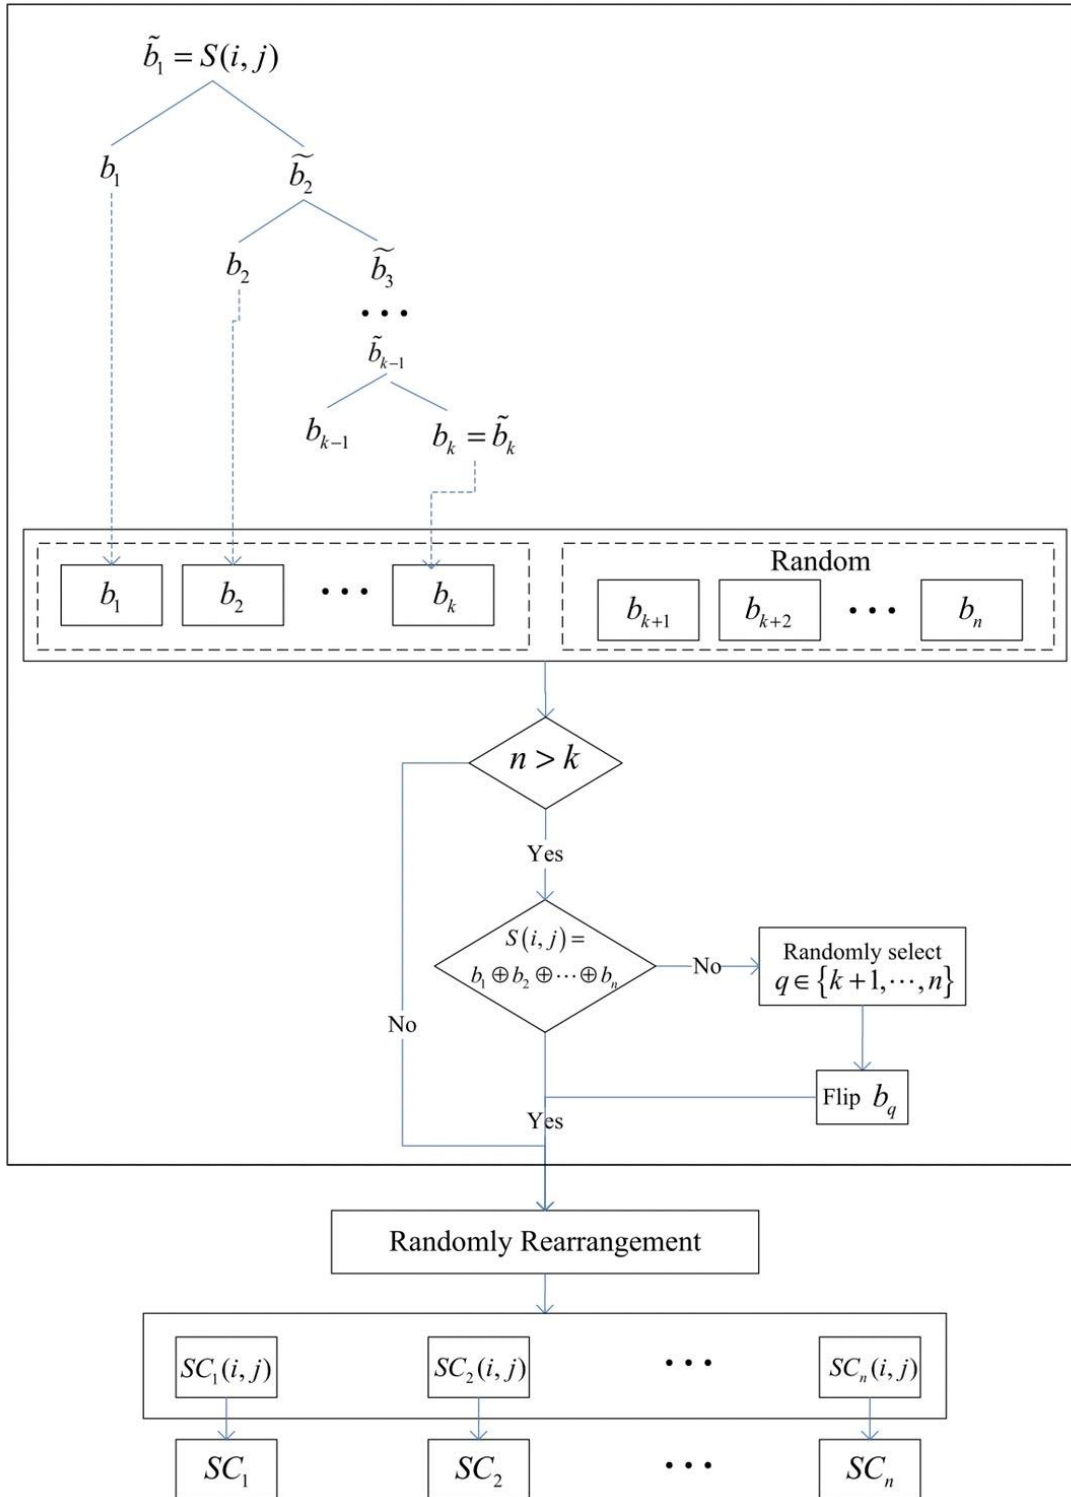 b̃₁ = S(i, j)
b₁ b̃₂
b₂ b̃₃
•••
b̃ₖ₋₁
bₖ₋₁ bₖ = b̃ₖ
Random
b₁ b₂ ••• bₖ bₖ₊₁ bₖ₊₂ ••• bₙ
n > k
Yes
S(i, j) =
b₁ ⊕ b₂ ⊕ ⋯ ⊕ bₙ
No
Randomly select
q ∈ {k+1, ⋯, n}
No
Flip b_q
Yes
Randomly Rearrangement
SC₁(i, j) SC₂(i, j) ••• SCₙ(i, j)
SC₁ SC₂ ••• SCₙ